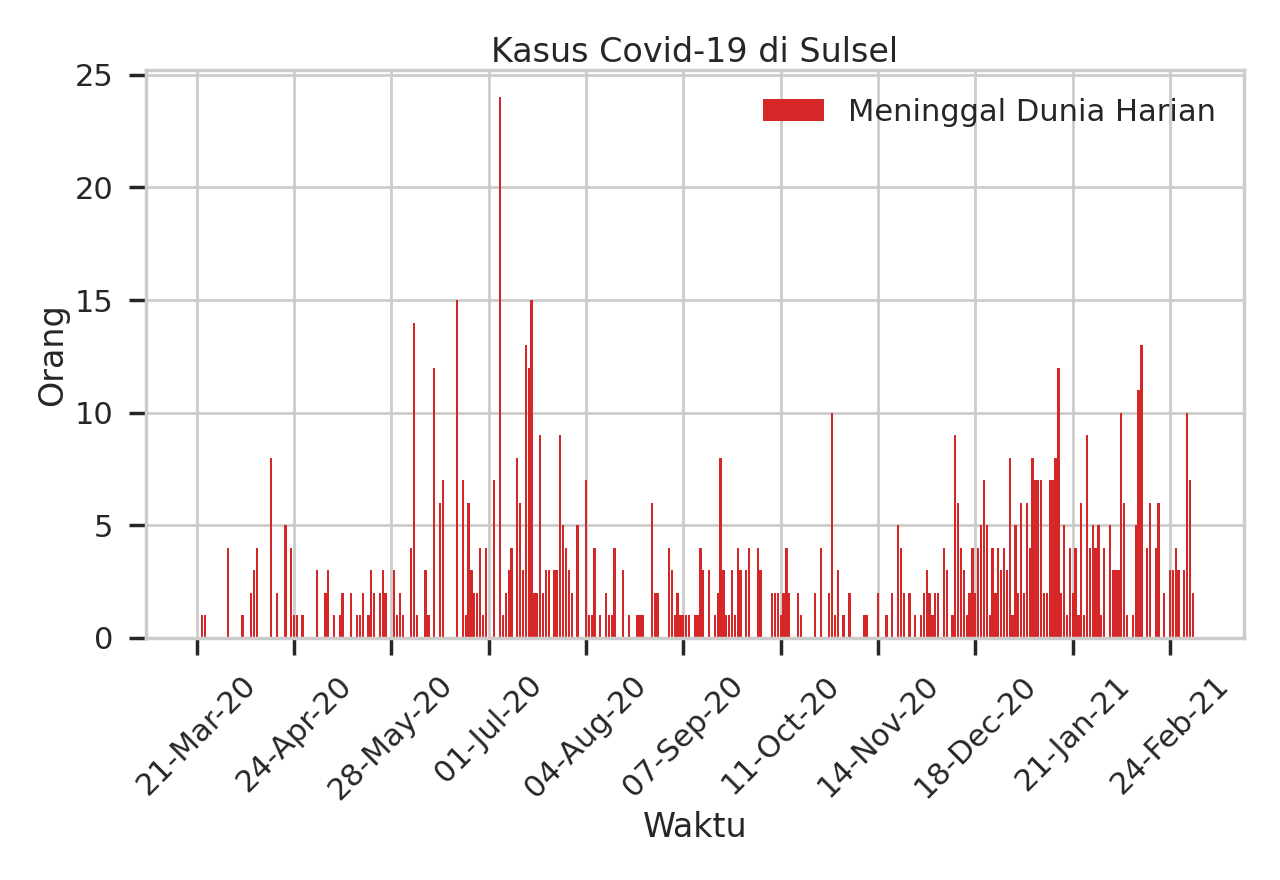 Kasus Covid-19 di Sulsel
Meninggal Dunia Harian
Orang
25
20
15
10
5
0
21-Mar-20
24-Apr-20
28-May-20
01-Jul-20
04-Aug-20
07-Sep-20
11-Oct-20
14-Nov-20
18-Dec-20
21-Jan-21
24-Feb-21
Waktu